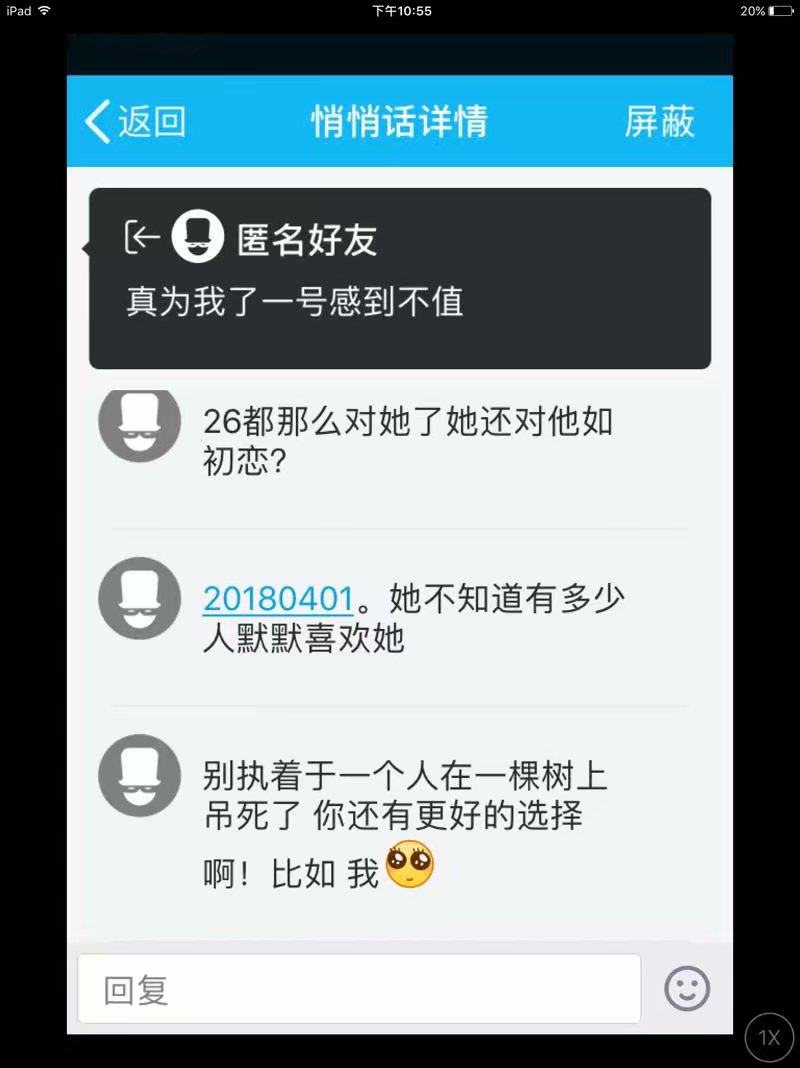 iPad 下午10:55 20%
返回 悄悄话详情 屏蔽
匿名好友
真为我了一号感到不值
26都那么对她了她还对他如
初恋?
20180401。她不知道有多少
人默默喜欢她
别执着于一个人在一棵树上
吊死了 你还有更好的选择
啊！比如 我
回复
1X